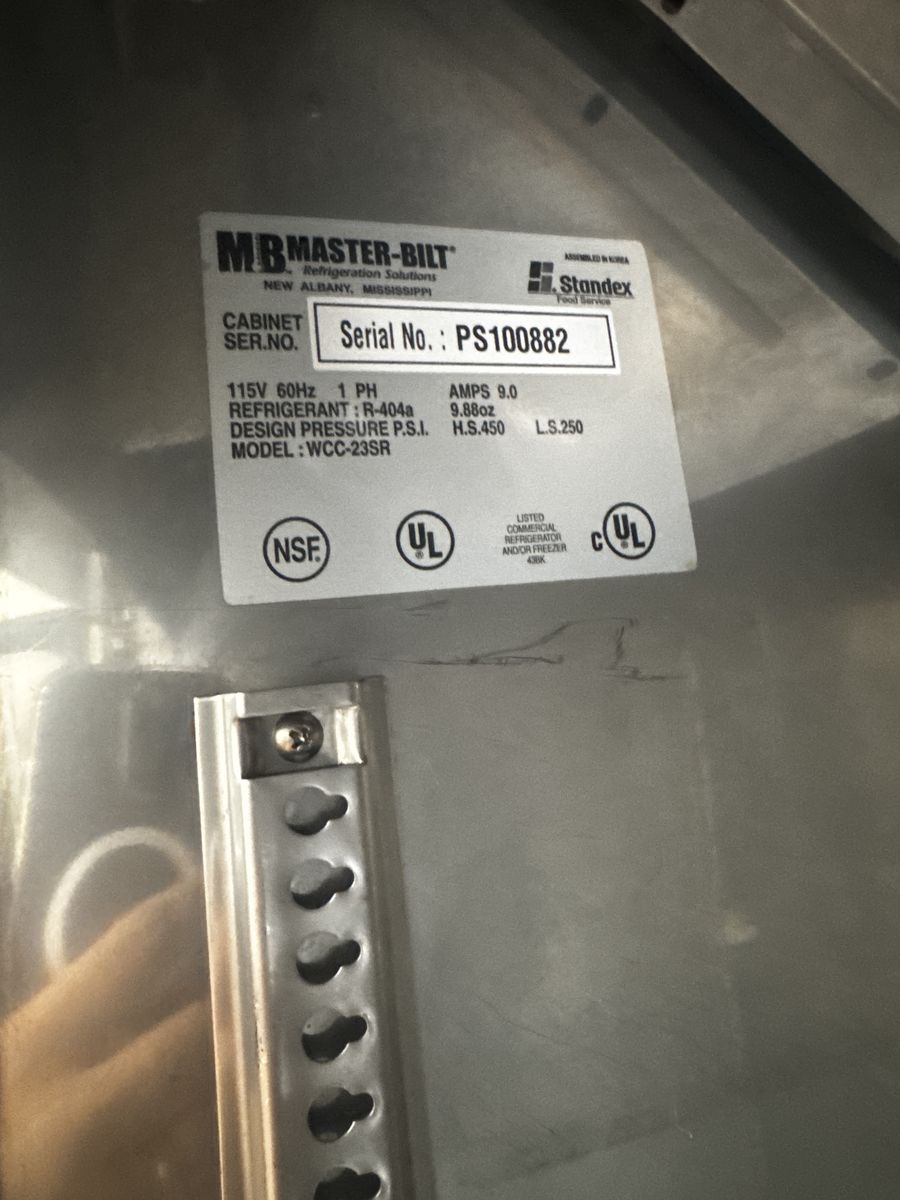 MB MASTER-BILT®
Refrigeration Solutions
NEW ALBANY, MISSISSIPPI
ASSEMBLED IN KOREA
Standex
Food Service
CABINET
SER.NO.
Serial No. : PS100882
115V 60Hz 1 PH AMPS 9.0
REFRIGERANT : R-404a 9.88oz
DESIGN PRESSURE P.S.I. H.S.450 L.S.250
MODEL : WCC-23SR
NSF.
UL®
LISTED
COMMERCIAL
REFRIGERATOR
AND/OR FREEZER
43BK
c UL®